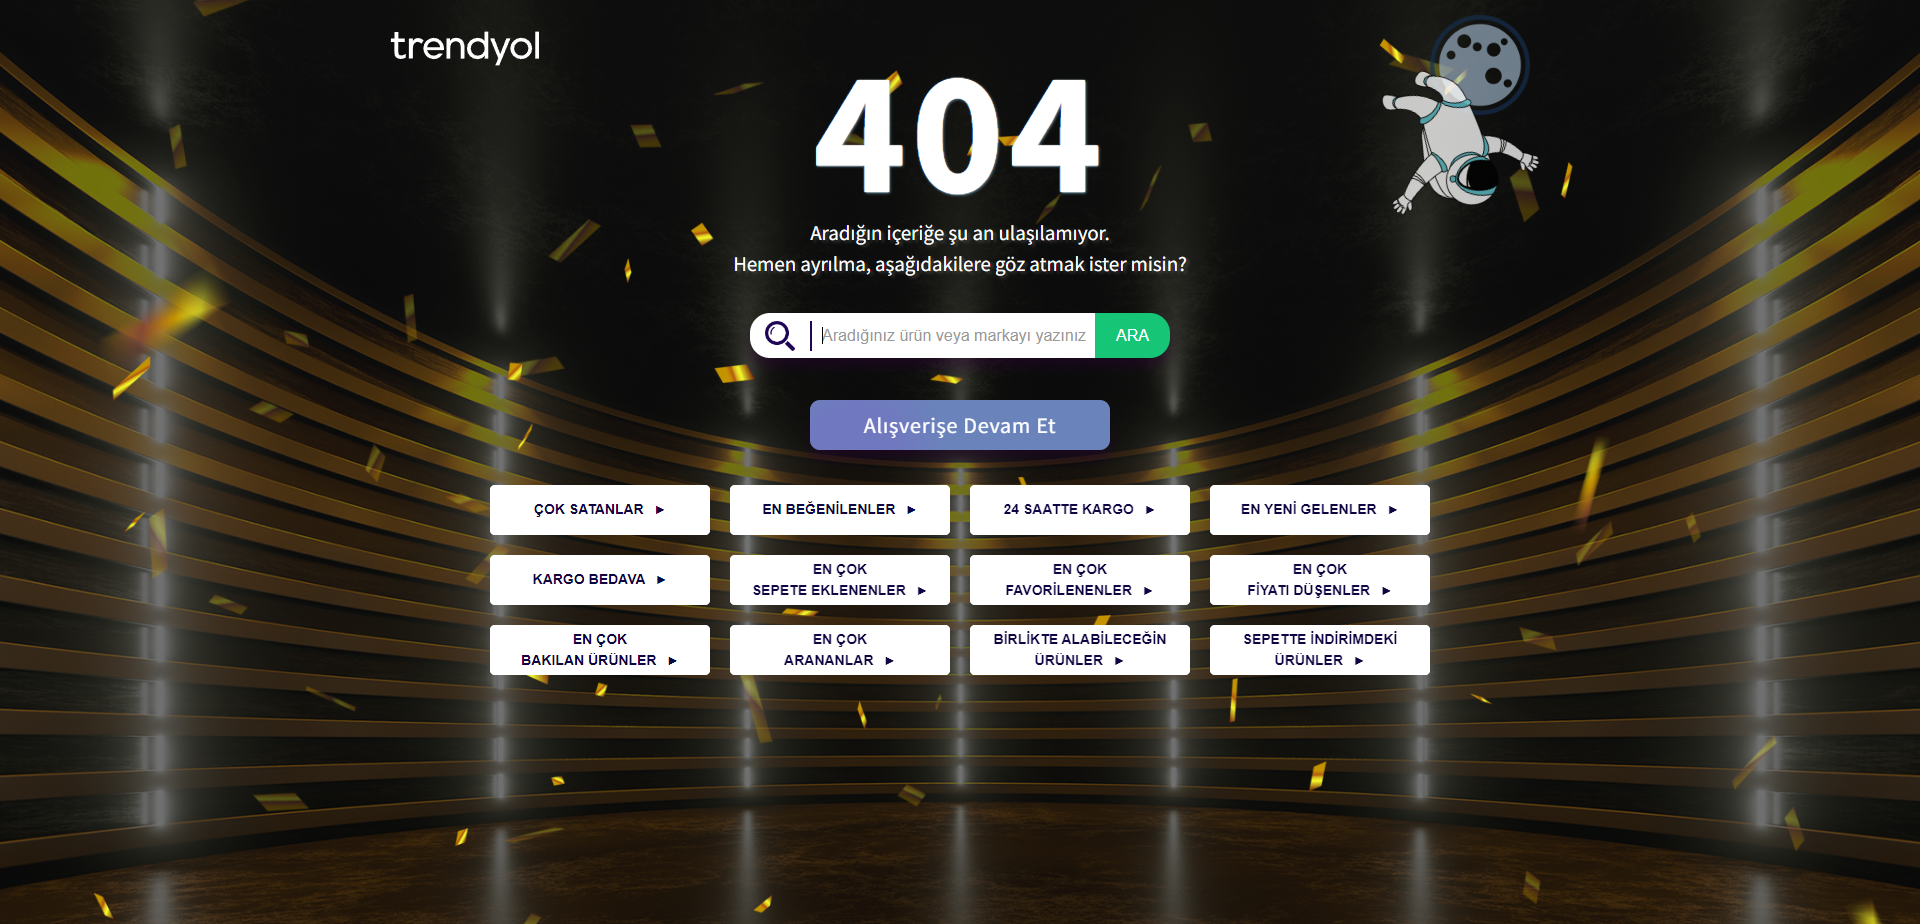 trendyol
404
Aradığın içeriğe şu an ulaşılamıyor.
Hemen ayrılma, aşağıdakilere göz atmak ister misin?
Aradığınız ürün veya markayı yazınız
ARA
Alışverişe Devam Et
ÇOK SATANLAR ►
EN BEĞENİLENLER ►
24 SAATTE KARGO ►
EN YENİ GELENLER ►
KARGO BEDAVA ►
EN ÇOK
SEPETE EKLENENLER ►
EN ÇOK
FAVORİLENENLER ►
EN ÇOK
FİYATI DÜŞENLER ►
EN ÇOK
BAKILAN ÜRÜNLER ►
EN ÇOK
ARANANLAR ►
BİRLİKTE ALABİLECEĞİN
ÜRÜNLER ►
SEPETTE İNDİRİMDEKİ
ÜRÜNLER ►